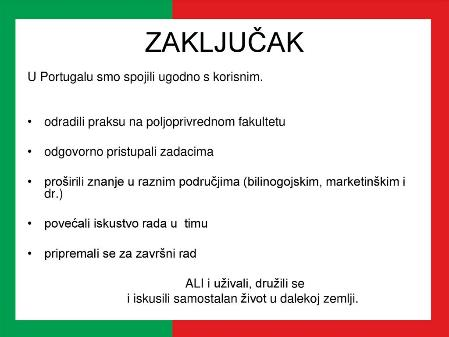 ZAKLJUČAK
U Portugalu smo spojili ugodno s korisnim.
• odradili praksu na poljoprivrednom fakultetu
• odgovorno pristupali zadacima
• proširili znanje u raznim područjima (bilinogojskim, marketinškim i
dr.)
• povećali iskustvo rada u timu
• pripremali se za završni rad
ALI i uživali, družili se
i iskusili samostalan život u dalekoj zemlji.